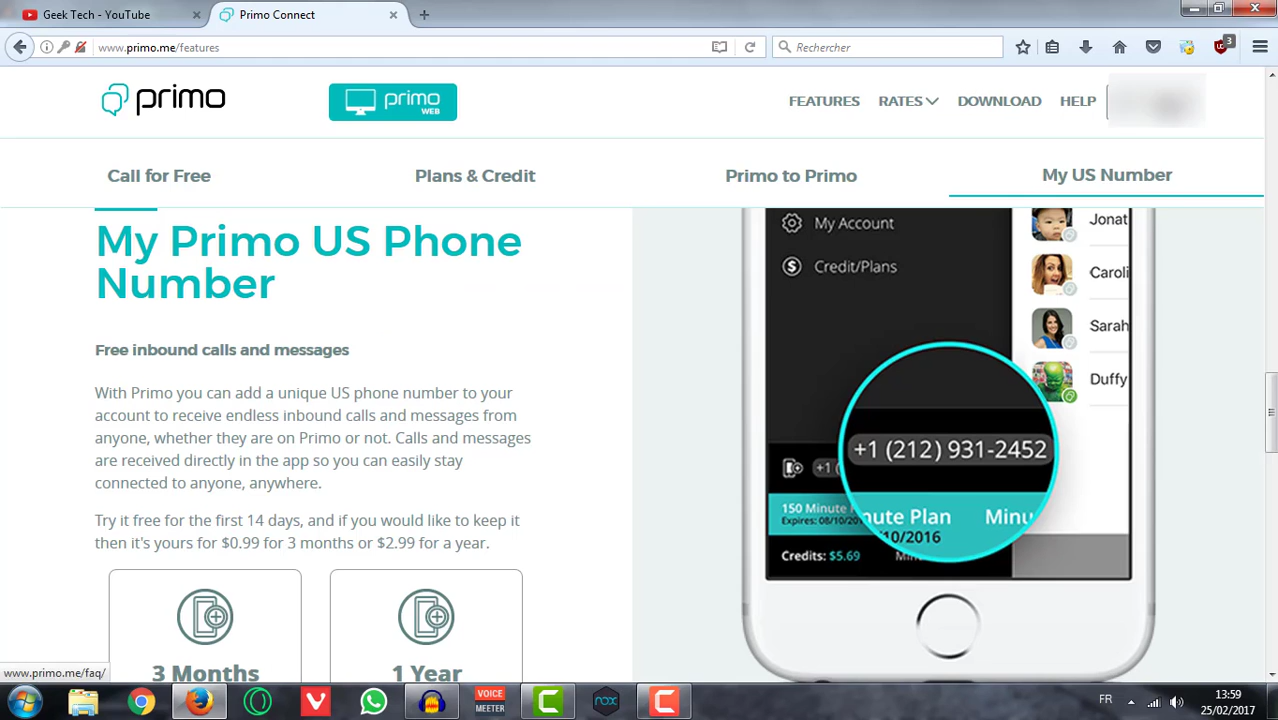 Geek Tech - YouTube
Primo Connect
www.primo.me/features
Rechercher
3
primo
primo WEB
FEATURES
RATES
DOWNLOAD
HELP
Call for Free
Plans & Credit
Primo to Primo
My US Number
My Primo US Phone
Number
Free inbound calls and messages
With Primo you can add a unique US phone number to your
account to receive endless inbound calls and messages from
anyone, whether they are on Primo or not. Calls and messages
are received directly in the app so you can easily stay
connected to anyone, anywhere.
Try it free for the first 14 days, and if you would like to keep it
then it's yours for $0.99 for 3 months or $2.99 for a year.
3 Months
1 Year
My Account
Credit/Plans
Jonat
Caroli
Sarah
Duffy
+1 (212) 931-2452
+1 (
150 Minute
Expires: 08/10/201
nute Plan
Minu
/10/2016
Credits: $5.69
www.primo.me/faq/
VOICE
MEETER
nox
FR
13:59
25/02/2017